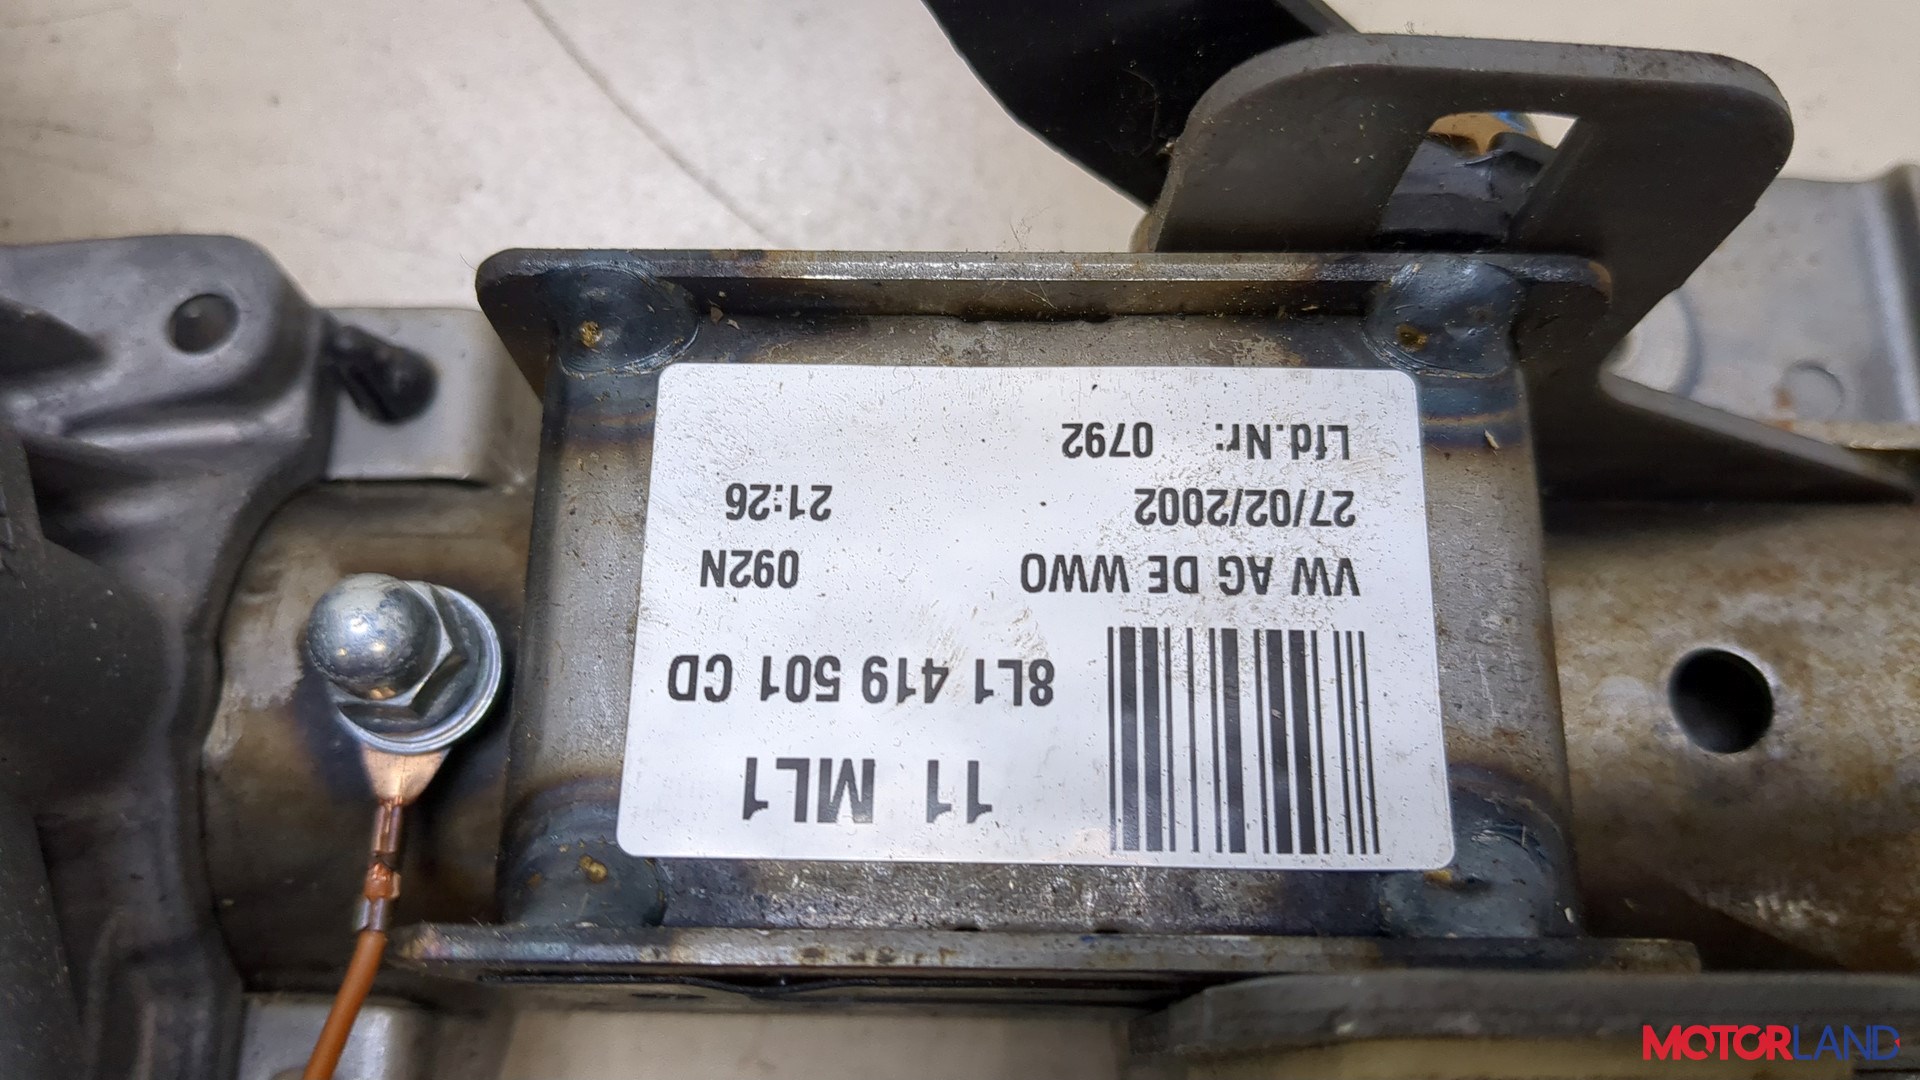 11 ML1
8L1 419 501 CD
VW AG DE WWO 092N
27/02/2002 21:26
Lfd.Nr: 0792
MOTORLAND